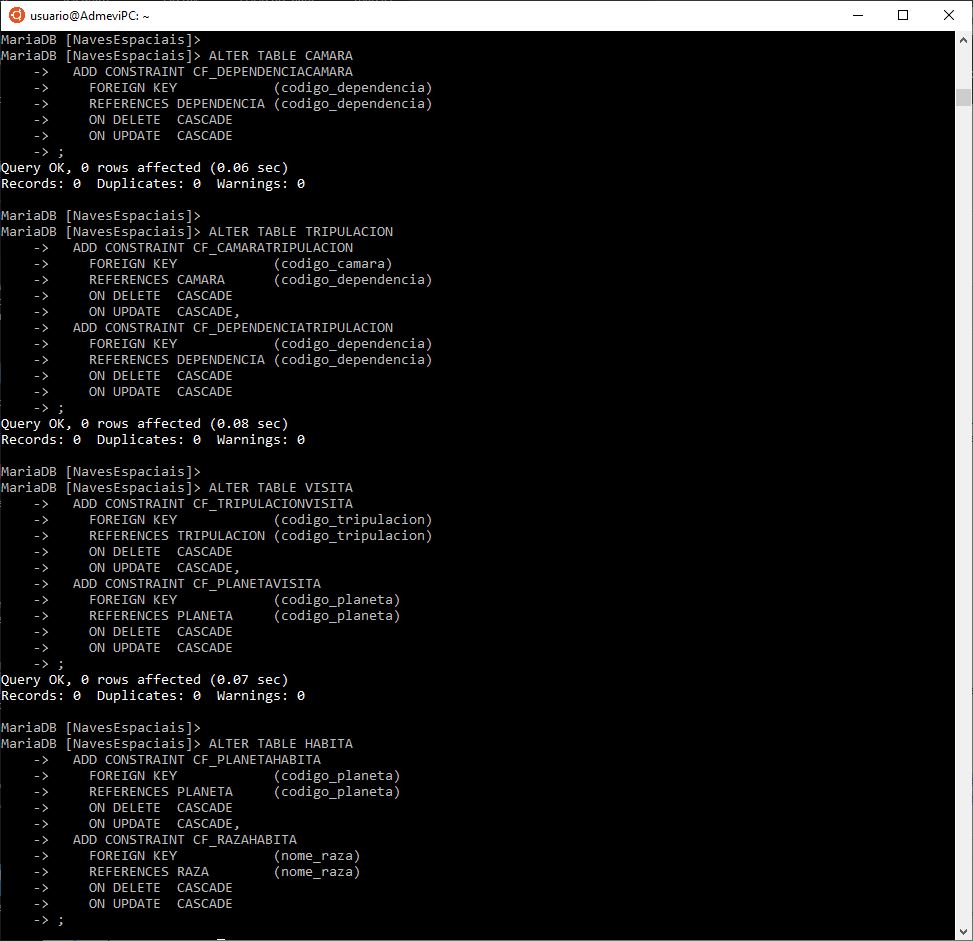 usuario@AdmeviPC: ~
MariaDB [NavesEspaciais]>
MariaDB [NavesEspaciais]> ALTER TABLE CAMARA
    ->   ADD CONSTRAINT CF_DEPENDENCIACAMARA
    ->     FOREIGN KEY            (codigo_dependencia)
    ->     REFERENCES DEPENDENCIA (codigo_dependencia)
    ->     ON DELETE  CASCADE
    ->     ON UPDATE  CASCADE
    -> ;
Query OK, 0 rows affected (0.06 sec)
Records: 0  Duplicates: 0  Warnings: 0

MariaDB [NavesEspaciais]>
MariaDB [NavesEspaciais]> ALTER TABLE TRIPULACION
    ->   ADD CONSTRAINT CF_CAMARATRIPULACION
    ->     FOREIGN KEY            (codigo_camara)
    ->     REFERENCES CAMARA      (codigo_dependencia)
    ->     ON DELETE  CASCADE
    ->     ON UPDATE  CASCADE,
    ->   ADD CONSTRAINT CF_DEPENDENCIATRIPULACION
    ->     FOREIGN KEY            (codigo_dependencia)
    ->     REFERENCES DEPENDENCIA (codigo_dependencia)
    ->     ON DELETE  CASCADE
    ->     ON UPDATE  CASCADE
    -> ;
Query OK, 0 rows affected (0.08 sec)
Records: 0  Duplicates: 0  Warnings: 0

MariaDB [NavesEspaciais]>
MariaDB [NavesEspaciais]> ALTER TABLE VISITA
    ->   ADD CONSTRAINT CF_TRIPULACIONVISITA
    ->     FOREIGN KEY            (codigo_tripulacion)
    ->     REFERENCES TRIPULACION (codigo_tripulacion)
    ->     ON DELETE  CASCADE
    ->     ON UPDATE  CASCADE,
    ->   ADD CONSTRAINT CF_PLANETAVISITA
    ->     FOREIGN KEY            (codigo_planeta)
    ->     REFERENCES PLANETA     (codigo_planeta)
    ->     ON DELETE  CASCADE
    ->     ON UPDATE  CASCADE
    -> ;
Query OK, 0 rows affected (0.07 sec)
Records: 0  Duplicates: 0  Warnings: 0

MariaDB [NavesEspaciais]>
MariaDB [NavesEspaciais]> ALTER TABLE HABITA
    ->   ADD CONSTRAINT CF_PLANETAHABITA
    ->     FOREIGN KEY            (codigo_planeta)
    ->     REFERENCES PLANETA     (codigo_planeta)
    ->     ON DELETE  CASCADE
    ->     ON UPDATE  CASCADE,
    ->   ADD CONSTRAINT CF_RAZAHABITA
    ->     FOREIGN KEY            (nome_raza)
    ->     REFERENCES RAZA        (nome_raza)
    ->     ON DELETE  CASCADE
    ->     ON UPDATE  CASCADE
    -> ;